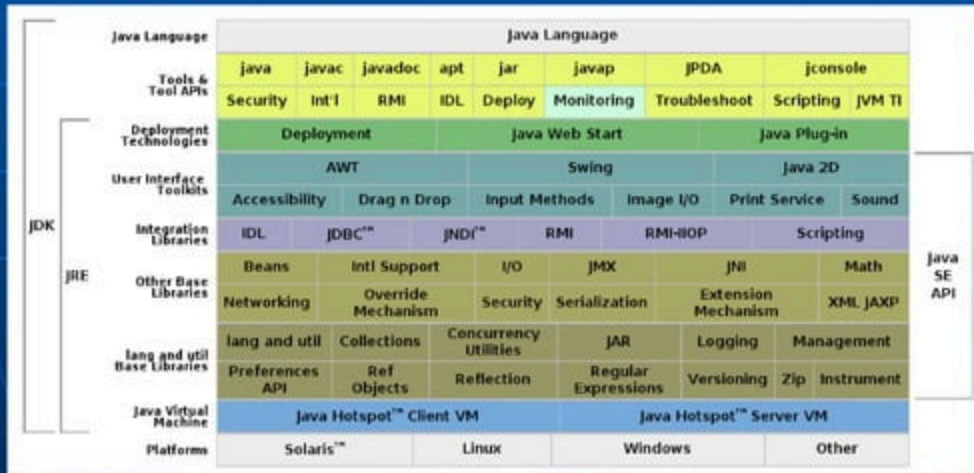 Java Language Java Language
Tools & Tool APIs java javac javadoc apt jar javap JPDA jconsole
Security Int'l RMI IDL Deploy Monitoring Troubleshoot Scripting JVM TI
Deployment Technologies Deployment Java Web Start Java Plug-in
User Interface Toolkits AWT Swing Java 2D
Accessibility Drag n Drop Input Methods Image I/O Print Service Sound
Integration Libraries IDL JDBC™ JNDI™ RMI RMI-IIOP Scripting
Other Base Libraries Beans Intl Support I/O JMX JNI Math
Networking Override Mechanism Security Serialization Extension Mechanism XML JAXP
lang and util Base Libraries lang and util Collections Concurrency Utilities JAR Logging Management
Preferences API Ref Objects Reflection Regular Expressions Versioning Zip Instrument
Java Virtual Machine Java Hotspot™ Client VM Java Hotspot™ Server VM
Platforms Solaris™ Linux Windows Other
JDK
JRE
Java SE API